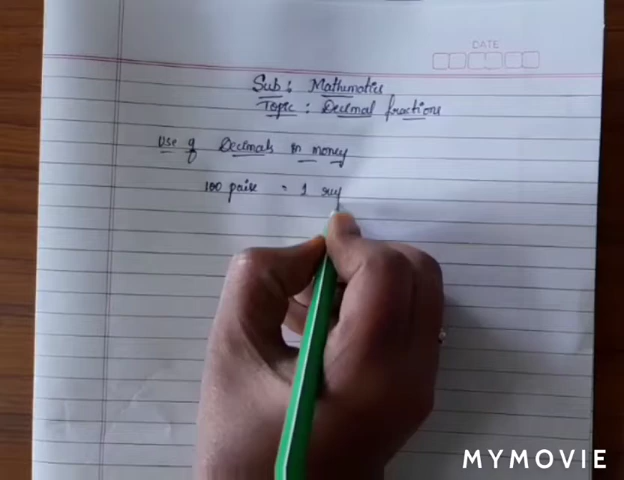 DATE
Sub : Mathematics
Topic : Decimal fractions
Use of Decimals in money
100 paise = 1 rup
MYMOVIE